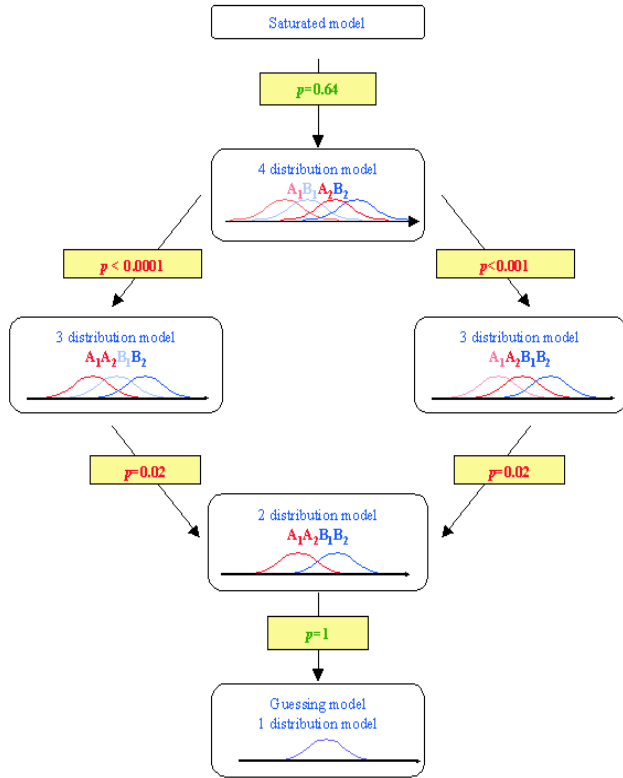 Saturated model
p=0.64
4 distribution model
A₁B₁A₂B₂
p < 0.0001
p<0.001
3 distribution model
A₁A₂B₁B₂
3 distribution model
A₁A₂B₁B₂
p=0.02
p=0.02
2 distribution model
A₁A₂B₁B₂
p=1
Guessing model
1 distribution model